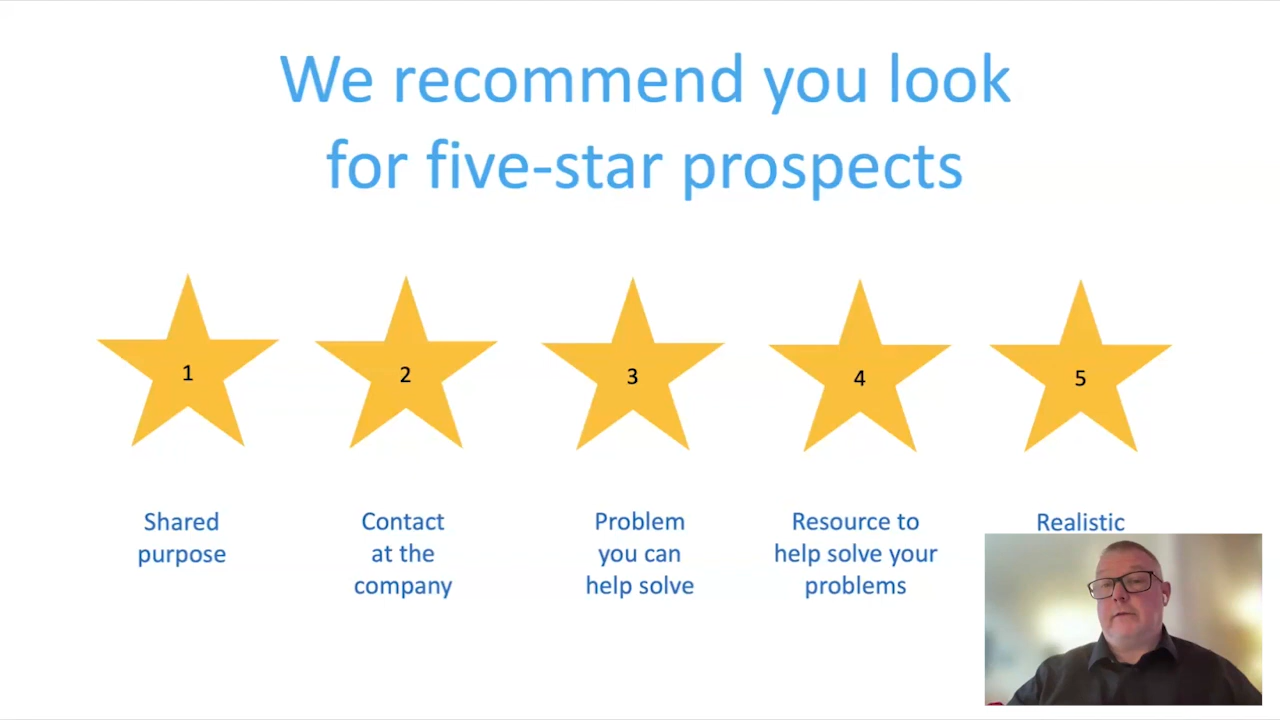 We recommend you look
for five-star prospects
1
2
3
4
5
Shared
purpose
Contact
at the
company
Problem
you can
help solve
Resource to
help solve your
problems
Realistic